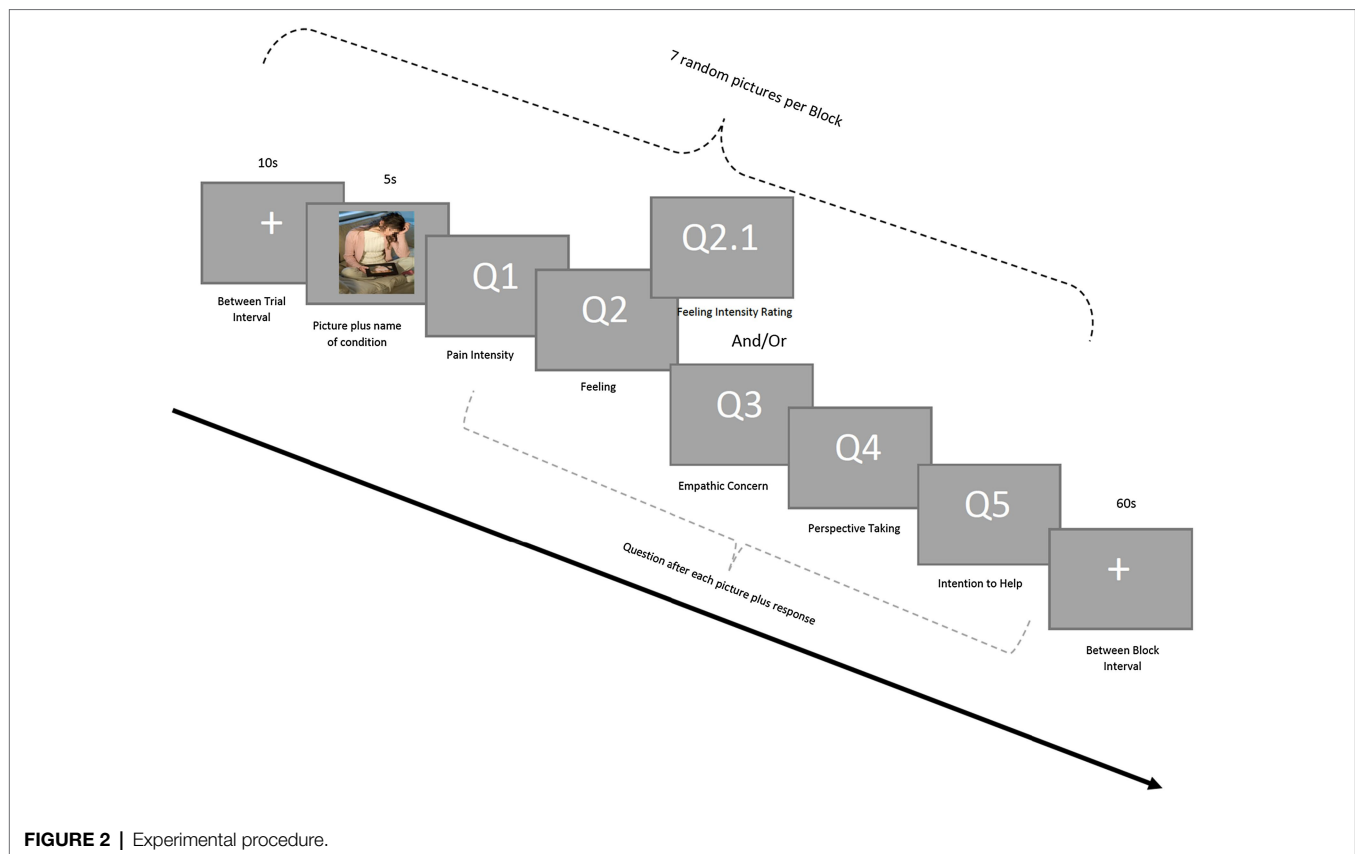 7 random pictures per Block
10s
5s
+
Between Trial
Interval
Picture plus name
of condition
Q1
Pain Intensity
Q2
Feeling
Q2.1
Feeling Intensity Rating
And/Or
Q3
Empathic Concern
Q4
Perspective Taking
Q5
Intention to Help
60s
+
Between Block
Interval
Question after each picture plus response
FIGURE 2 | Experimental procedure.